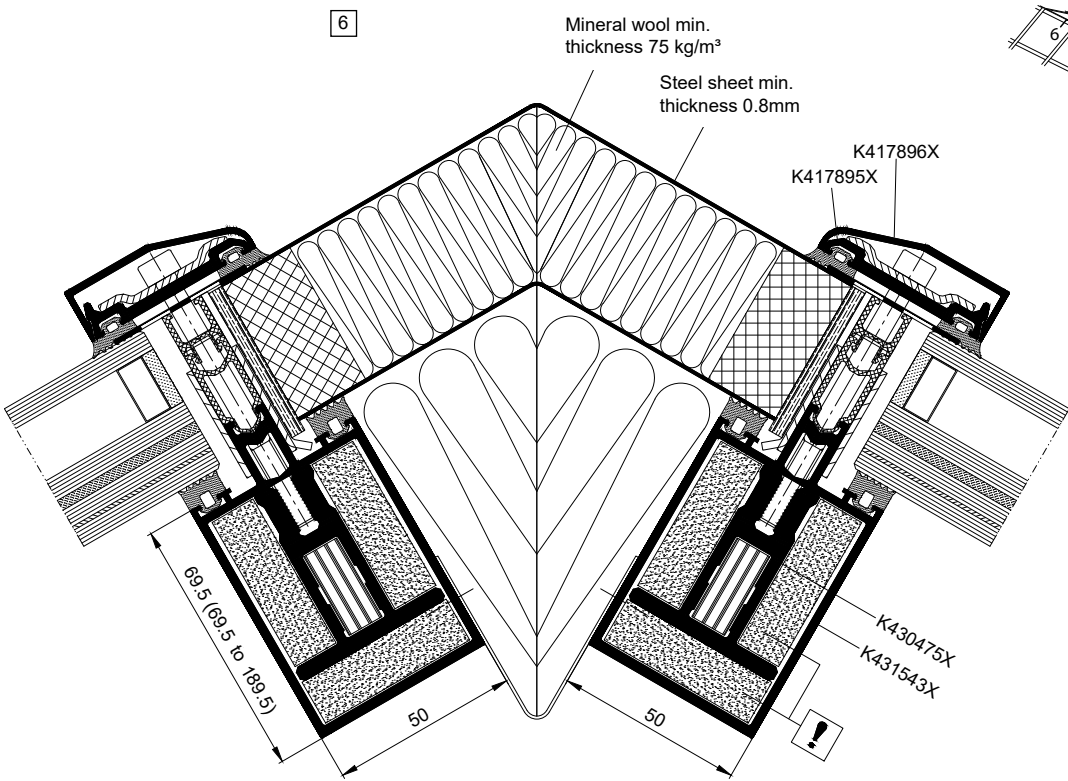 6
Mineral wool min.
thickness 75 kg/m³
6
Steel sheet min.
thickness 0.8mm
K417896X
K417895X
69.5 (69.5 to 189.5)
50
50
K430475X
K431543X
!